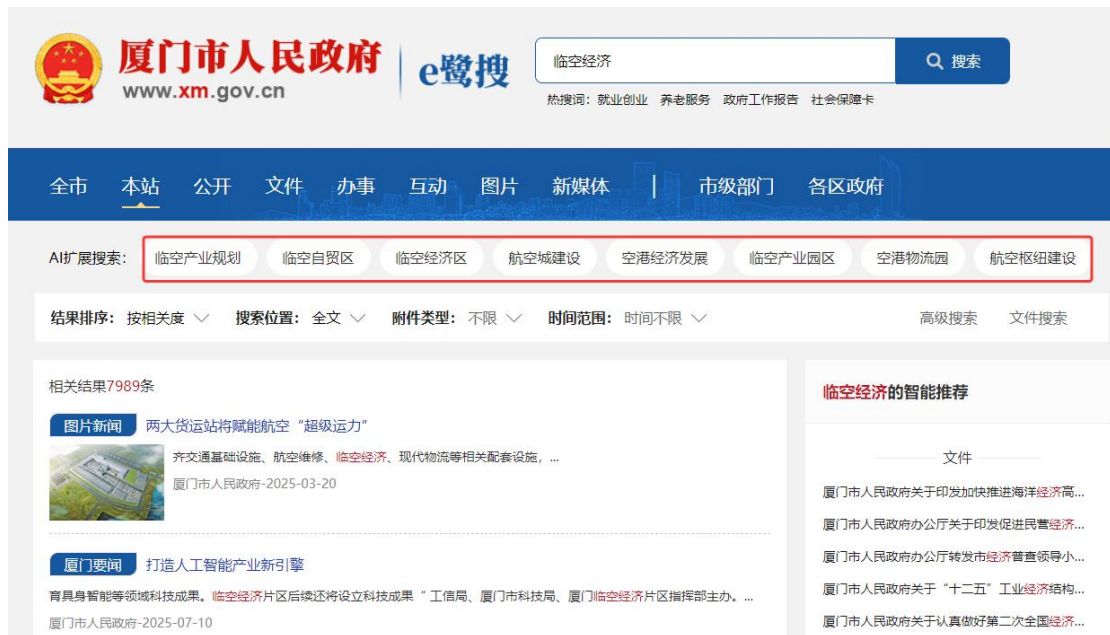 厦门市人民政府
www.xm.gov.cn
e鹭搜
临空经济
搜索
热搜词：就业创业 养老服务 政府工作报告 社会保障卡
全市 本站 公开 文件 办事 互动 图片 新媒体 | 市级部门 各区政府
AI扩展搜索： 临空产业规划 临空自贸区 临空经济区 航空城建设 空港经济发展 临空产业园区 空港物流园 航空枢纽建设
结果排序： 按相关度 搜索位置： 全文 附件类型： 不限 时间范围： 时间不限 高级搜索 文件搜索
相关结果7989条
图片新闻 两大货运站将赋能航空“超级运力”
齐交通基础设施、航空维修、临空经济、现代物流等相关配套设施，...
厦门市人民政府-2025-03-20
厦门要闻 打造人工智能产业新引擎
育具身智能等领域科技成果。临空经济片区后续还将设立科技成果“ 工信局、厦门市科技局、厦门临空经济片区指挥部主办。...
厦门市人民政府-2025-07-10
临空经济的智能推荐
文件
厦门市人民政府关于印发加快推进海洋经济高...
厦门市人民政府办公厅关于印发促进民营经济...
厦门市人民政府办公厅转发市经济普查领导小...
厦门市人民政府关于“十二五”工业经济结构...
厦门市人民政府关于认真做好第二次全国经济...